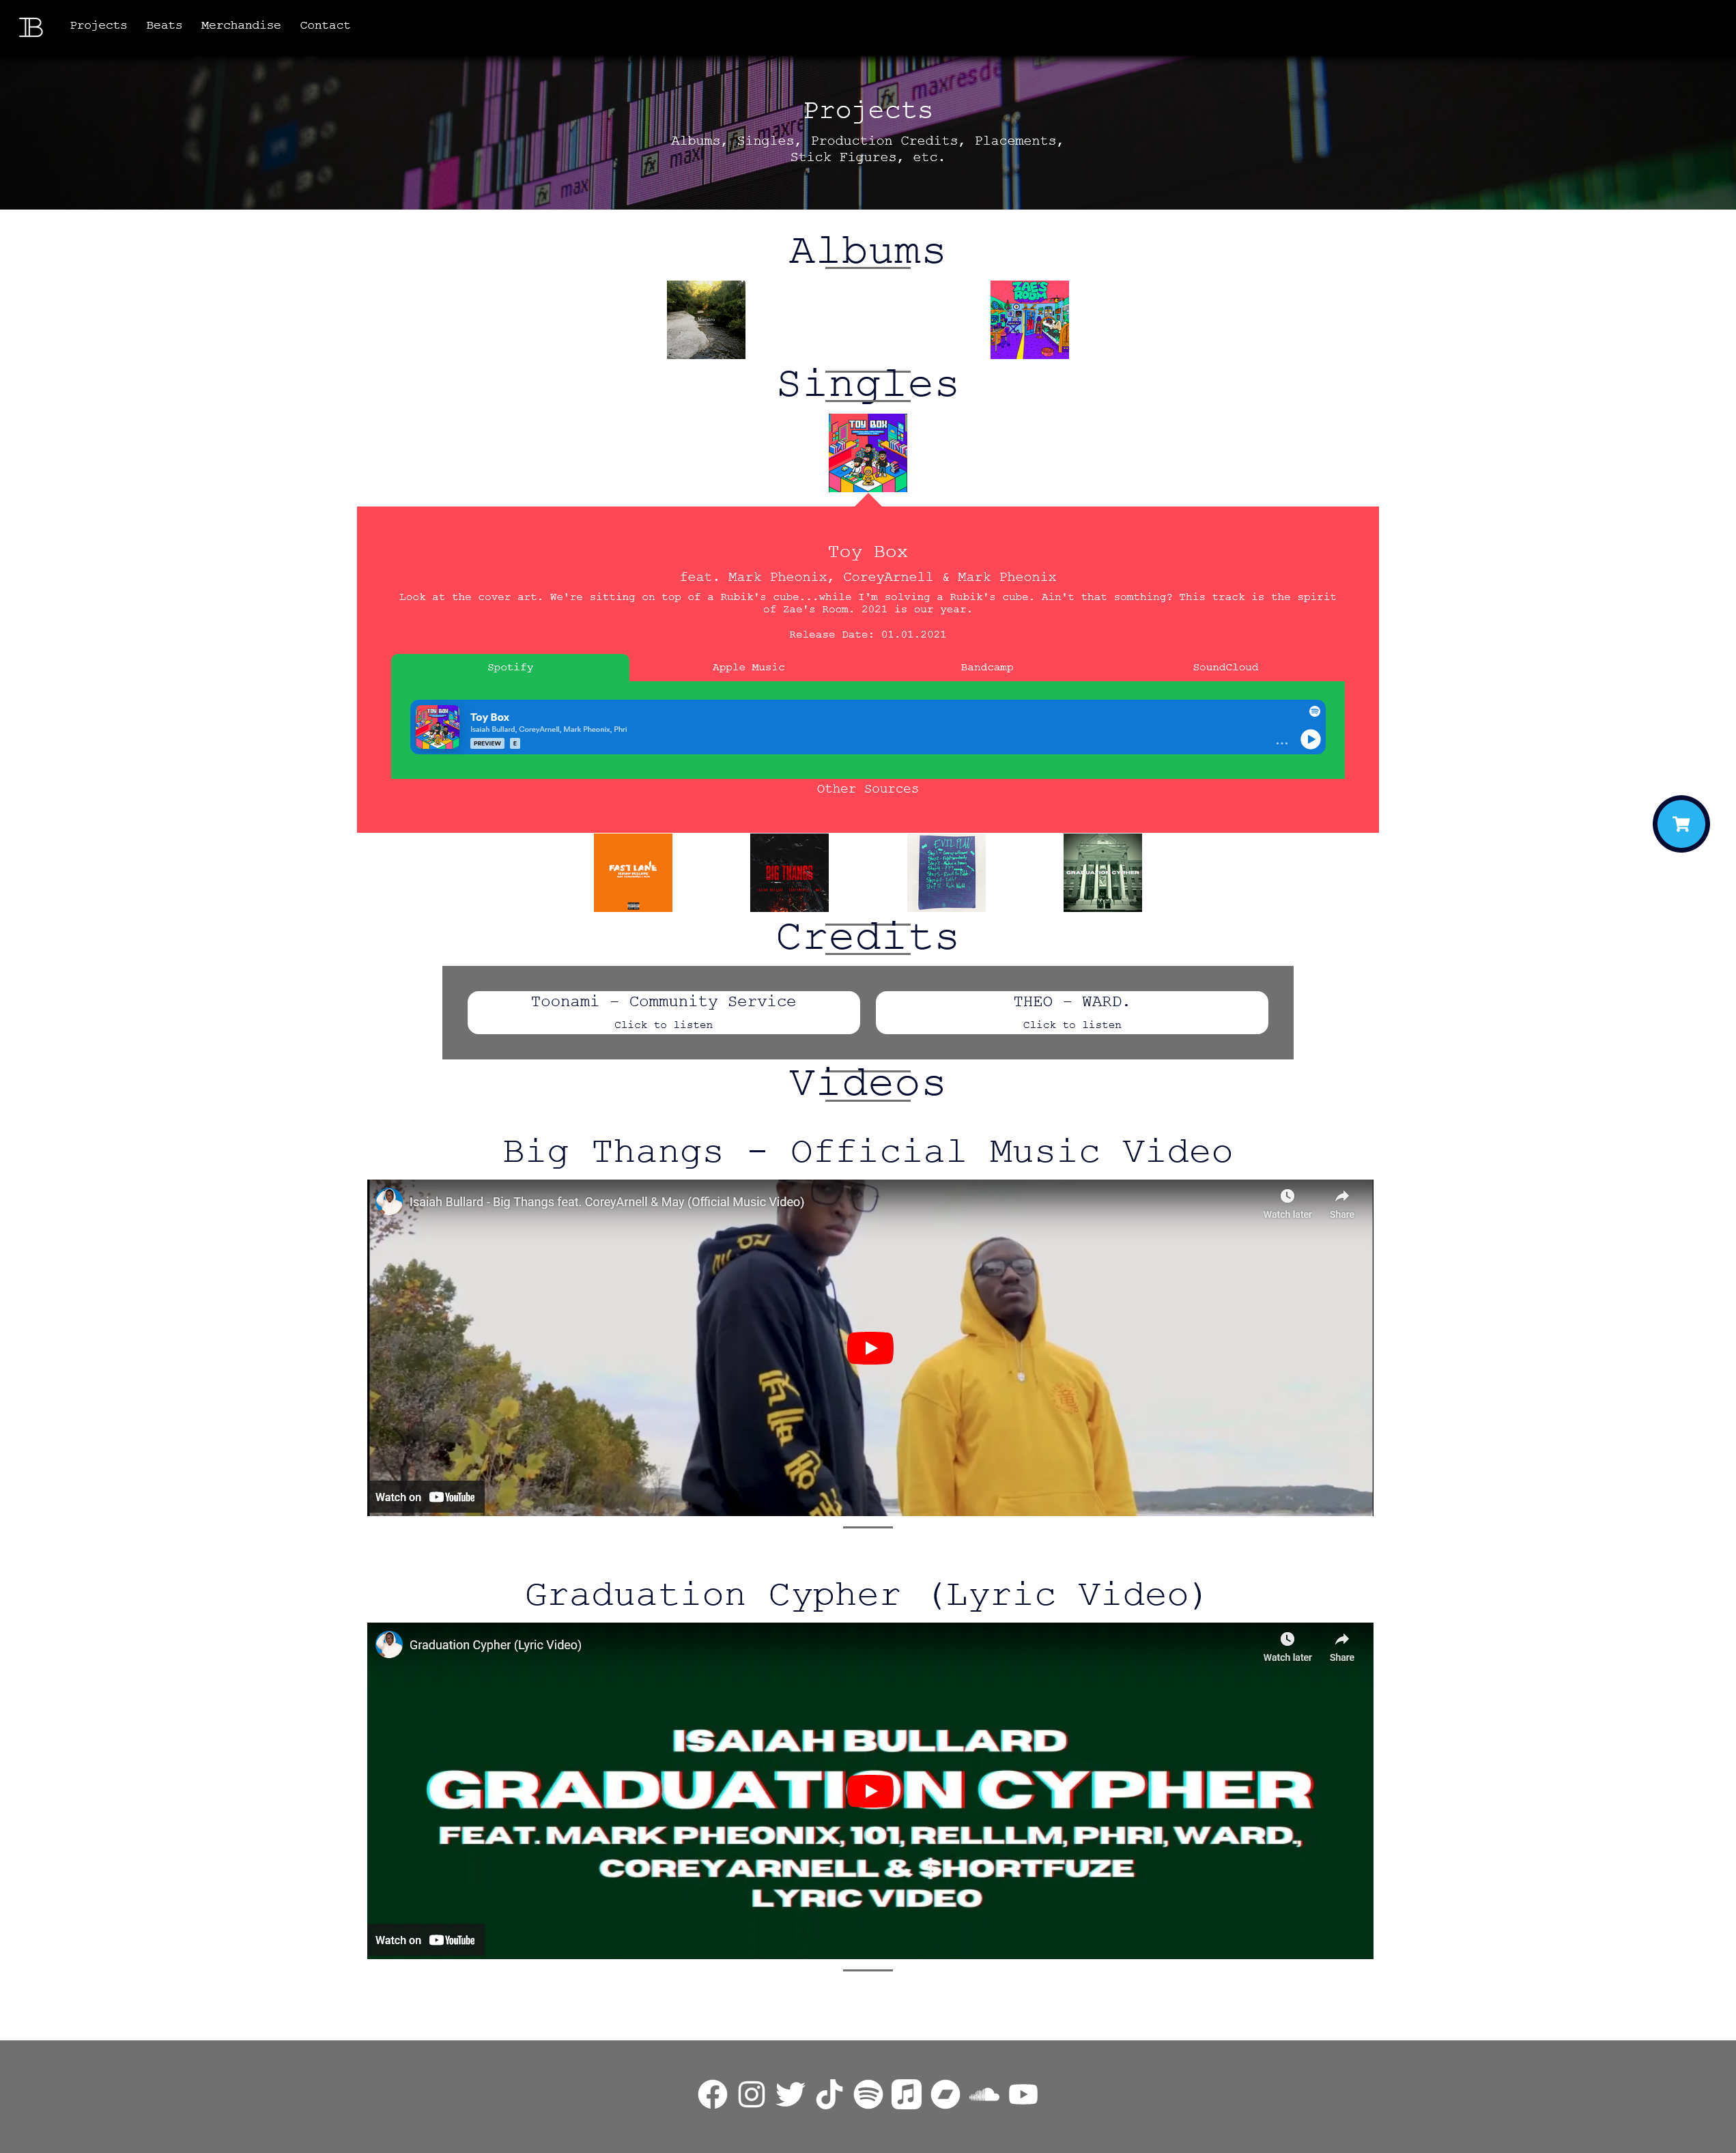 IB
Projects
Beats
Merchandise
Contact
Projects
Albums, Singles, Production Credits, Placements,
Stick Figures, etc.
Albums
ZAE'S
ROOM
Singles
TOY BOX
Toy Box
feat. Mark Pheonix, CoreyArnell & Mark Pheonix
Look at the cover art. We're sitting on top of a Rubik's cube...while I'm solving a Rubik's cube. Ain't that somthing? This track is the spirit
of Zae's Room. 2021 is our year.
Release Date: 01.01.2021
Spotify
Apple Music
Bandcamp
SoundCloud
TOY BOX
Toy Box
Isaiah Bullard, CoreyArnell, Mark Pheonix, Phri
PREVIEW
E
Other Sources
FAST LANE
BIG THANGS
EVIL PLAN
GRADUATION CYPHER
Credits
Toonami - Community Service
Click to listen
THEO - WARD.
Click to listen
Videos
Big Thangs - Official Music Video
Isaiah Bullard - Big Thangs feat. CoreyArnell & May (Official Music Video)
Watch later
Share
Watch on YouTube
Graduation Cypher (Lyric Video)
Graduation Cypher (Lyric Video)
Watch later
Share
ISAIAH BULLARD
GRADUATION CYPHER
FEAT. MARK PHEONIX, 101, RELLLM, PHRI, WARD.,
COREYARNELL & $HORTFUZE
LYRIC VIDEO
Watch on YouTube